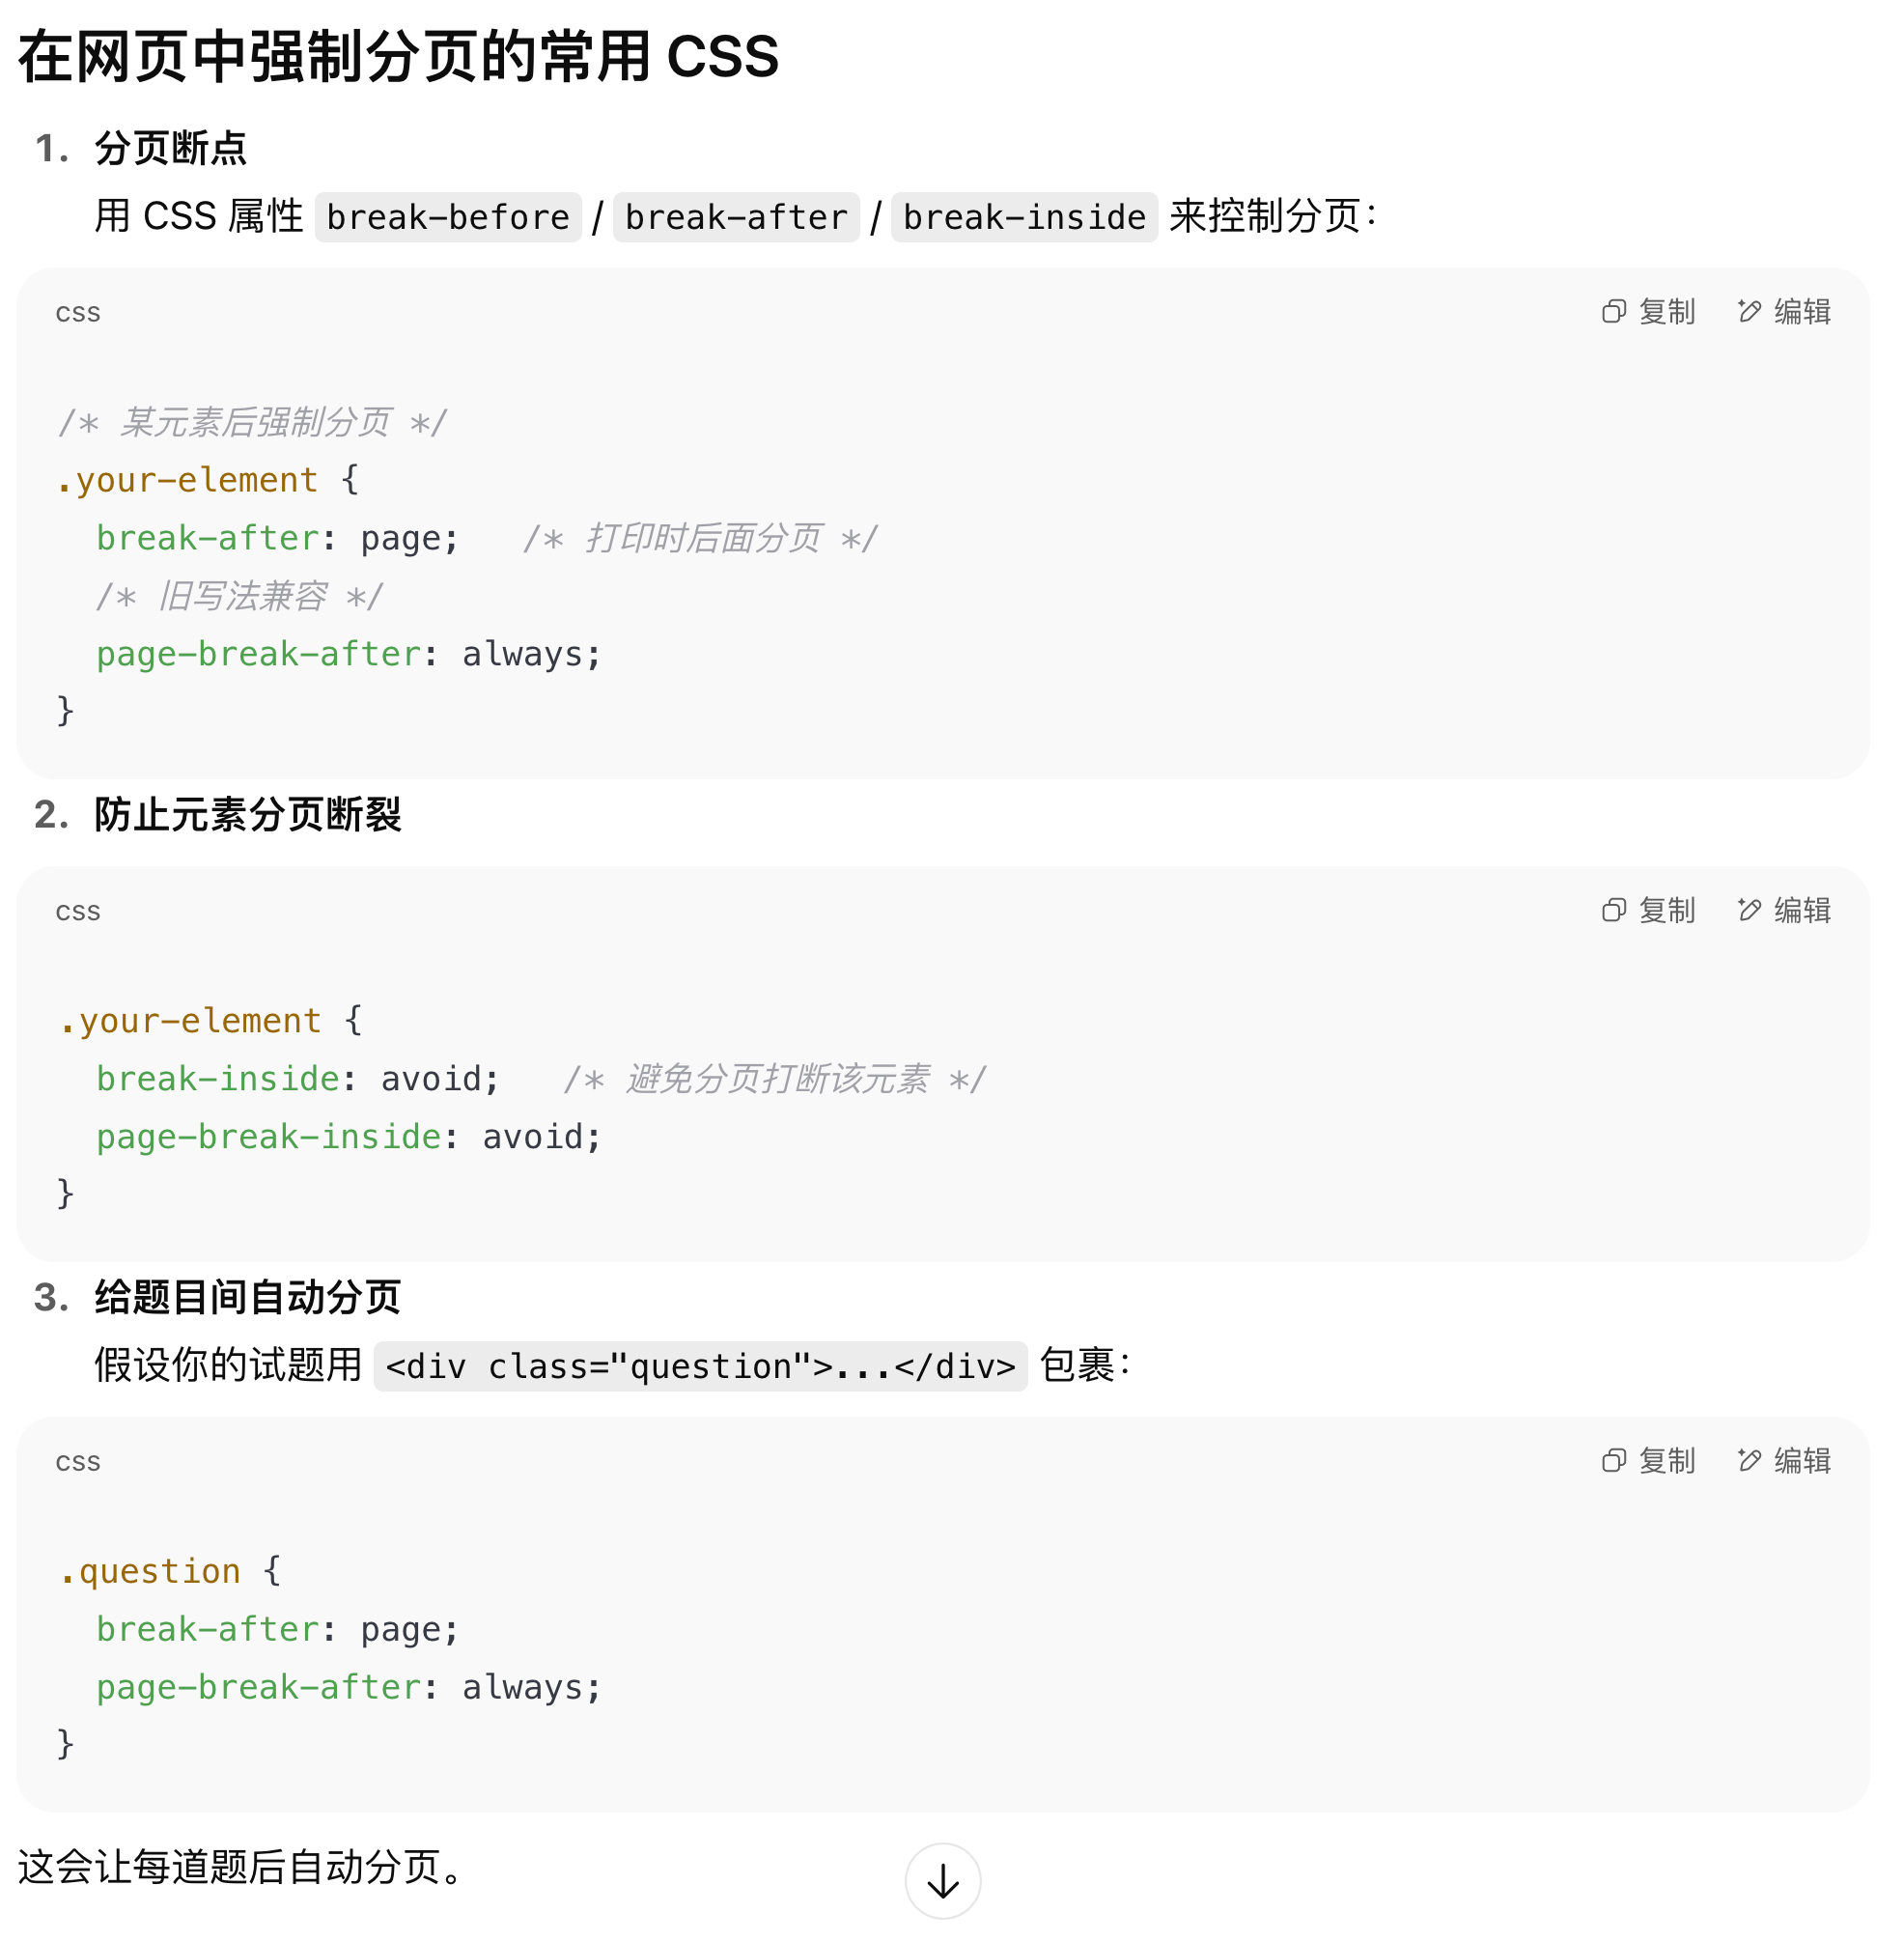 在网页中强制分页的常用 CSS
1. 分页断点
用 CSS 属性 break-before / break-after / break-inside 来控制分页：
css 复制 编辑
/* 某元素后强制分页 */
.your-element {
  break-after: page;   /* 打印时后面分页 */
  /* 旧写法兼容 */
  page-break-after: always;
}
2. 防止元素分页断裂
css 复制 编辑
.your-element {
  break-inside: avoid;   /* 避免分页打断该元素 */
  page-break-inside: avoid;
}
3. 给题目间自动分页
假设你的试题用 <div class="question">...</div> 包裹：
css 复制 编辑
.question {
  break-after: page;
  page-break-after: always;
}
这会让每道题后自动分页。